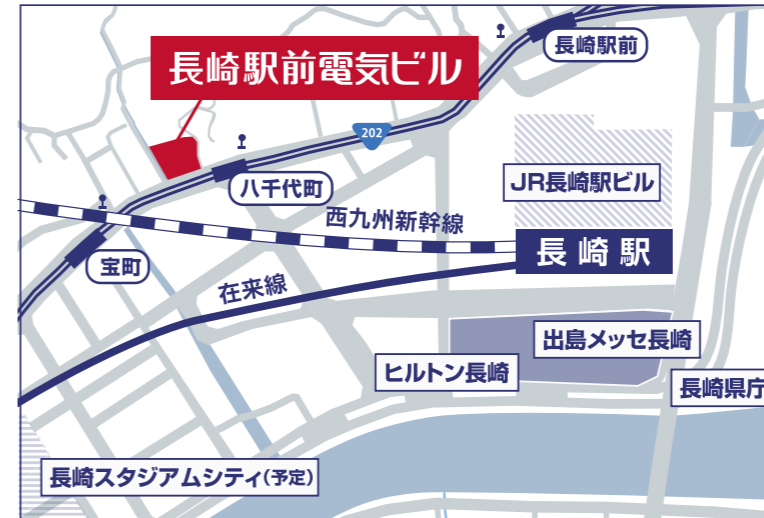 長崎駅前
長崎駅前電気ビル
202
八千代町
JR長崎駅ビル
西九州新幹線
長崎駅
宝町
在来線
出島メッセ長崎
ヒルトン長崎
長崎県庁
長崎スタジアムシティ(予定)